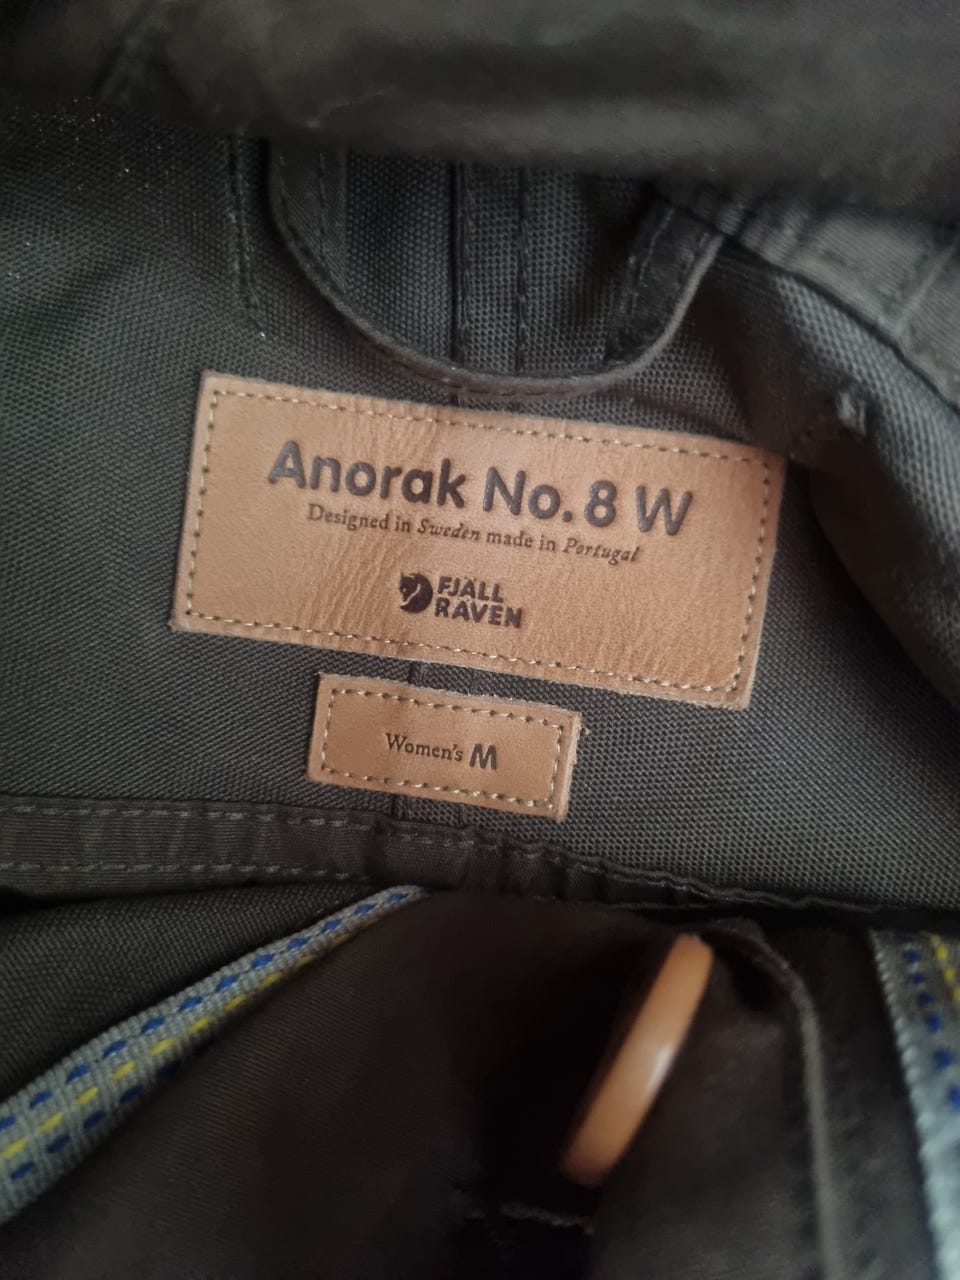 Anorak No. 8 W
Designed in Sweden made in Portugal
FJÄLL
RÄVEN
Women's M